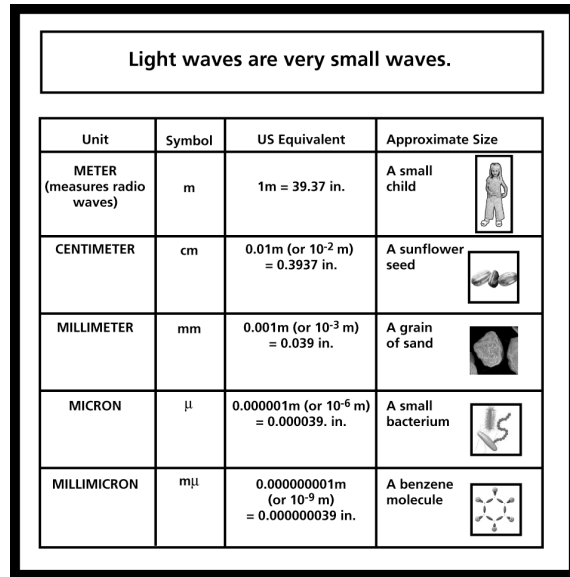 Light waves are very small waves.
Unit Symbol US Equivalent Approximate Size
METER
(measures radio
waves)
m
1m = 39.37 in.
A small
child
CENTIMETER
cm
0.01m (or 10⁻² m)
= 0.3937 in.
A sunflower
seed
MILLIMETER
mm
0.001m (or 10⁻³ m)
= 0.039 in.
A grain
of sand
MICRON
μ
0.000001m (or 10⁻⁶ m)
= 0.000039. in.
A small
bacterium
MILLIMICRON
mμ
0.000000001m
(or 10⁻⁹ m)
= 0.000000039 in.
A benzene
molecule